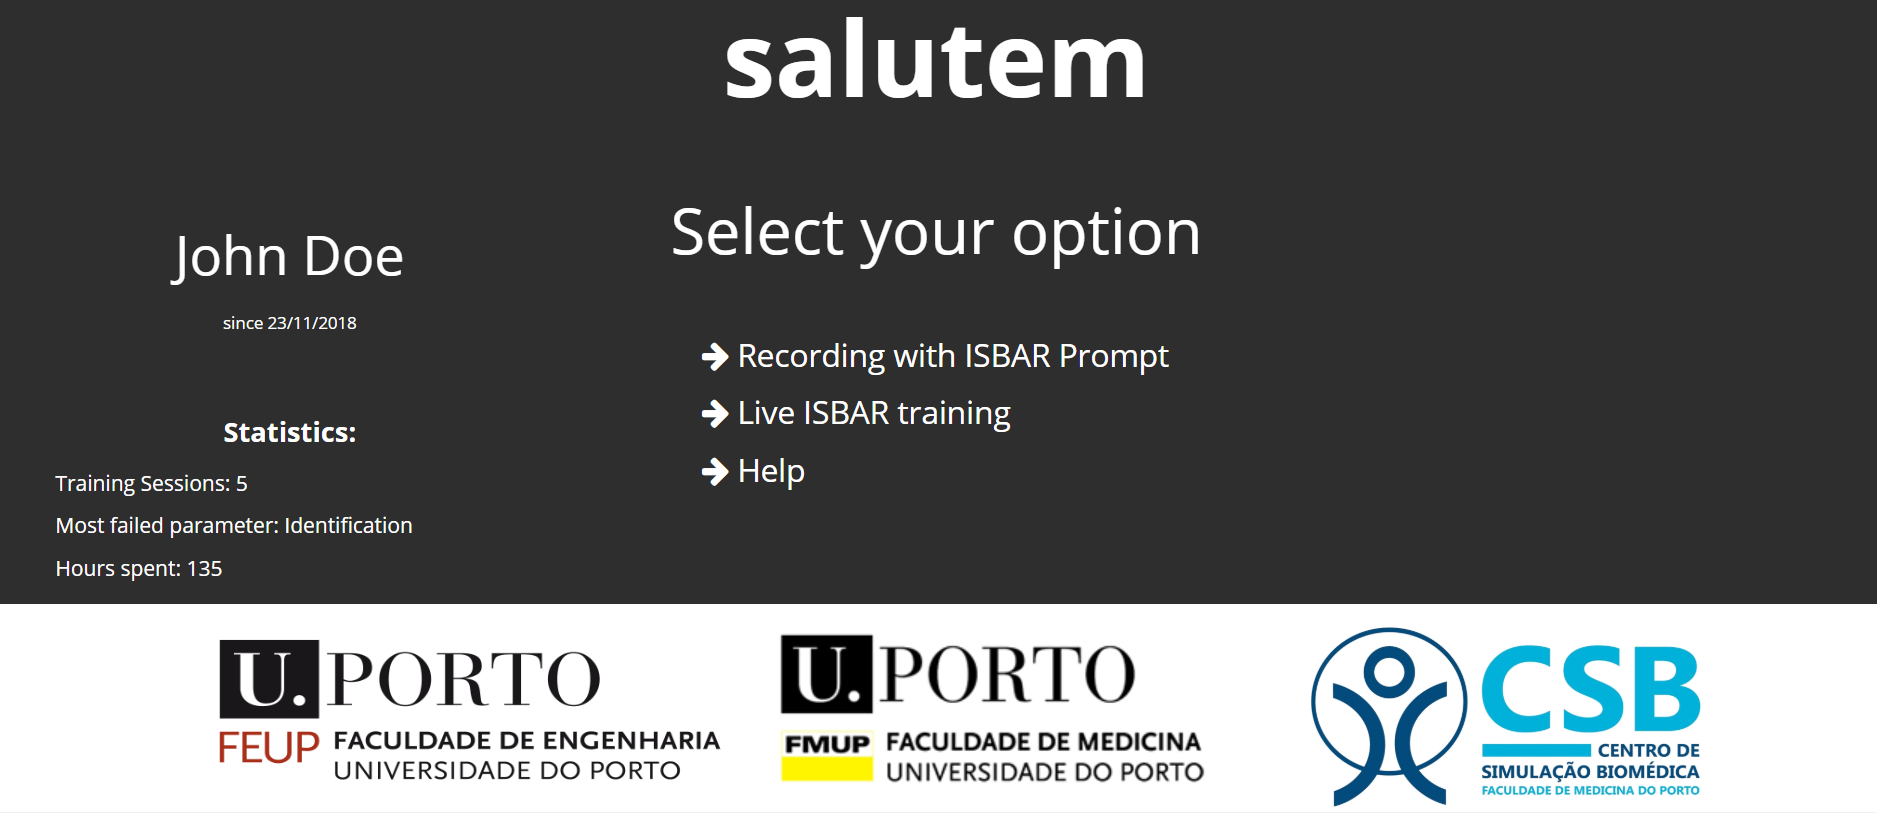 salutem
John Doe
since 23/11/2018
Statistics:
Training Sessions: 5
Most failed parameter: Identification
Hours spent: 135
Select your option
Recording with ISBAR Prompt
Live ISBAR training
Help
U. PORTO
FEUP FACULDADE DE ENGENHARIA
UNIVERSIDADE DO PORTO
U. PORTO
FMUP FACULDADE DE MEDICINA
UNIVERSIDADE DO PORTO
CSB
CENTRO DE
SIMULAÇÃO BIOMÉDICA
FACULDADE DE MEDICINA DO PORTO